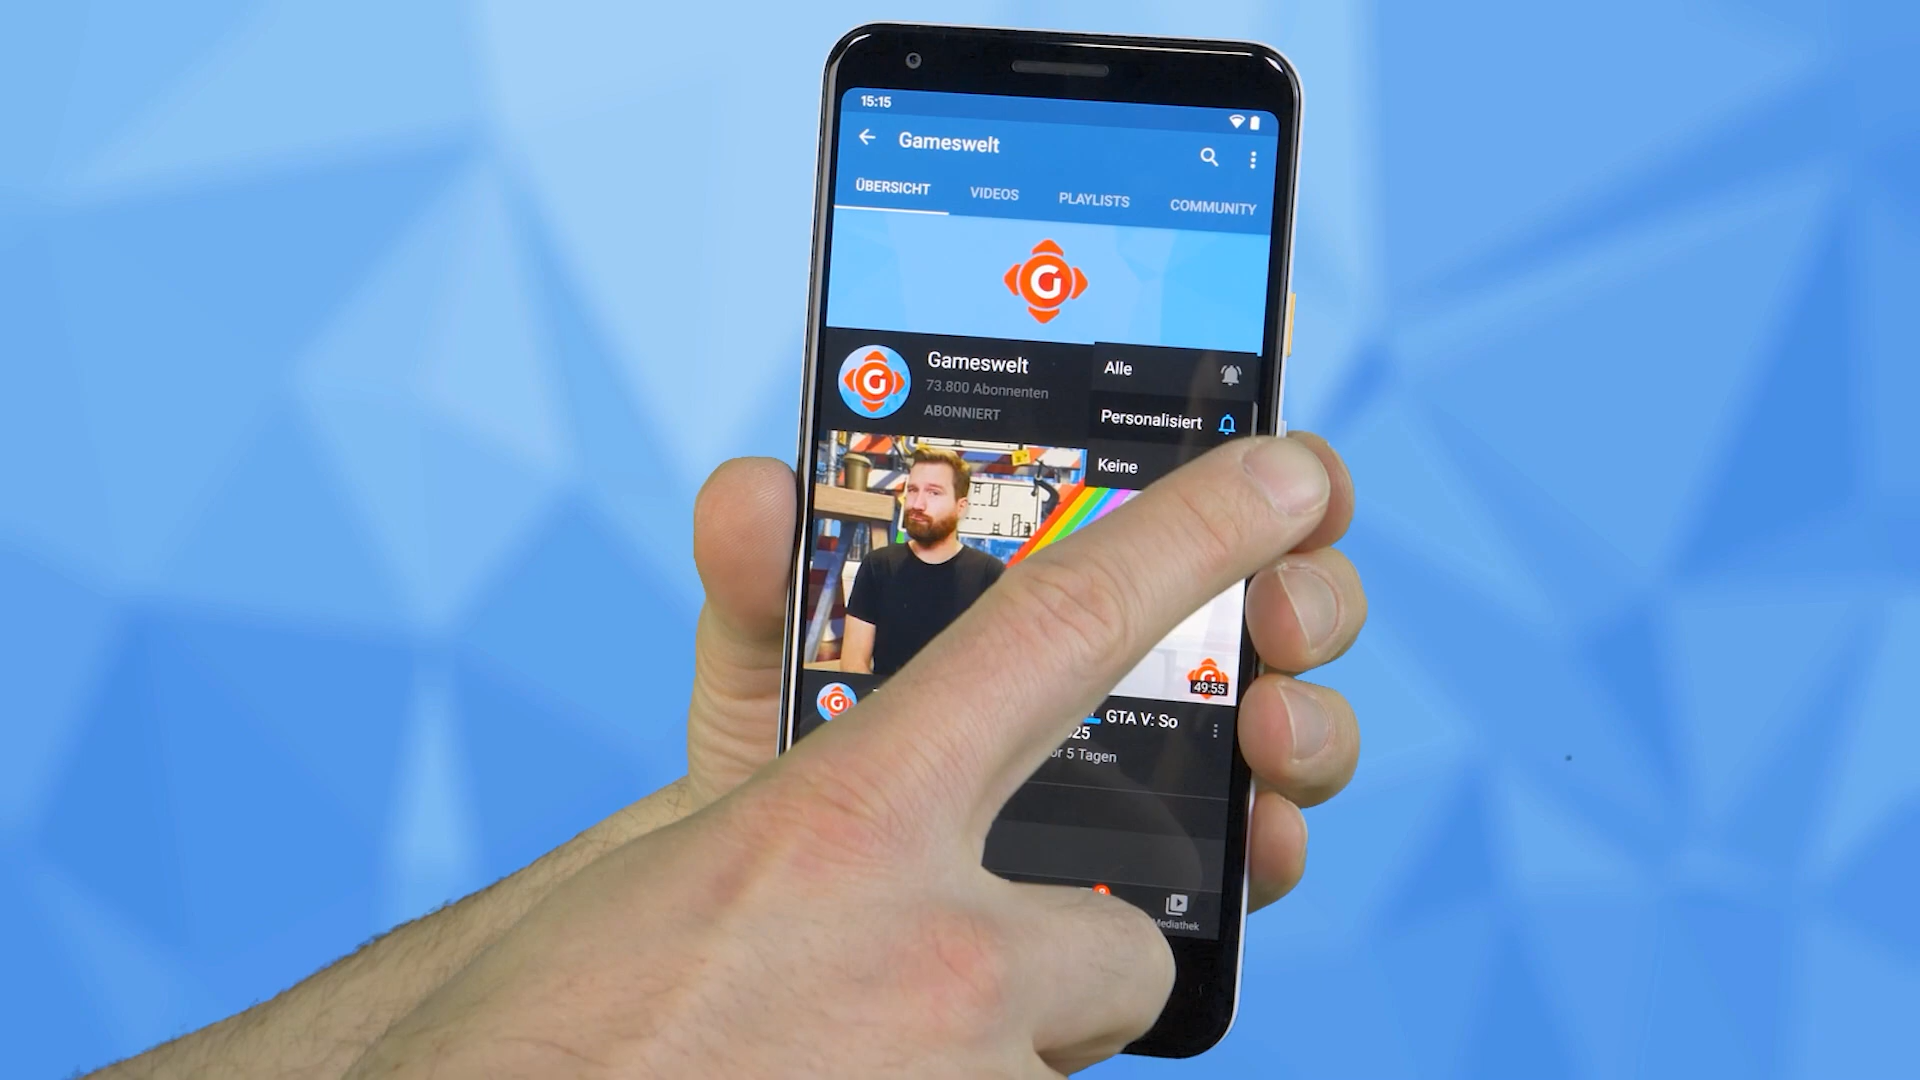 15:15
Gameswelt
ÜBERSICHT VIDEOS PLAYLISTS COMMUNITY
G
Gameswelt
73.800 Abonnenten
ABONNIERT
Alle
Personalisiert
Keine
G
49:55
G
GTA V: So
or 5 Tagen
Mediathek